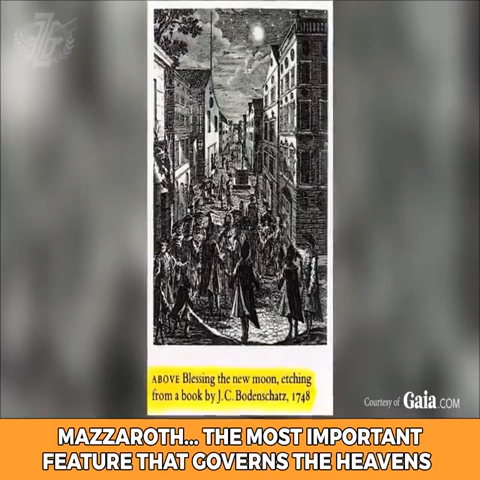 ABOVE Blessing the new moon, etching
from a book by J.C. Bodenschatz, 1748
Courtesy of Gaia.COM
MAZZAROTH... THE MOST IMPORTANT
FEATURE THAT GOVERNS THE HEAVENS